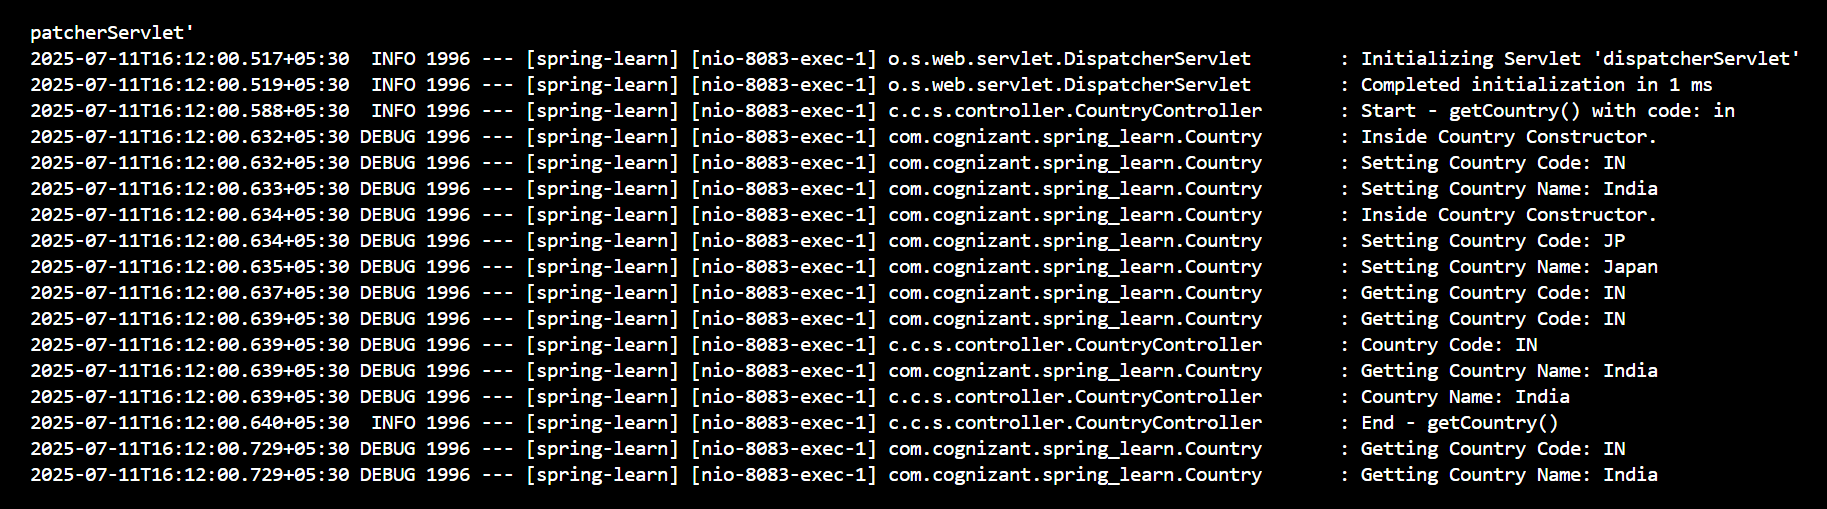 patcherServlet'
2025-07-11T16:12:00.517+05:30  INFO 1996 --- [spring-learn] [nio-8083-exec-1] o.s.web.servlet.DispatcherServlet        : Initializing Servlet 'dispatcherServlet'
2025-07-11T16:12:00.519+05:30  INFO 1996 --- [spring-learn] [nio-8083-exec-1] o.s.web.servlet.DispatcherServlet        : Completed initialization in 1 ms
2025-07-11T16:12:00.588+05:30  INFO 1996 --- [spring-learn] [nio-8083-exec-1] c.c.s.controller.CountryController       : Start - getCountry() with code: in
2025-07-11T16:12:00.632+05:30 DEBUG 1996 --- [spring-learn] [nio-8083-exec-1] com.cognizant.spring_learn.Country       : Inside Country Constructor.
2025-07-11T16:12:00.632+05:30 DEBUG 1996 --- [spring-learn] [nio-8083-exec-1] com.cognizant.spring_learn.Country       : Setting Country Code: IN
2025-07-11T16:12:00.633+05:30 DEBUG 1996 --- [spring-learn] [nio-8083-exec-1] com.cognizant.spring_learn.Country       : Setting Country Name: India
2025-07-11T16:12:00.634+05:30 DEBUG 1996 --- [spring-learn] [nio-8083-exec-1] com.cognizant.spring_learn.Country       : Inside Country Constructor.
2025-07-11T16:12:00.634+05:30 DEBUG 1996 --- [spring-learn] [nio-8083-exec-1] com.cognizant.spring_learn.Country       : Setting Country Code: JP
2025-07-11T16:12:00.635+05:30 DEBUG 1996 --- [spring-learn] [nio-8083-exec-1] com.cognizant.spring_learn.Country       : Setting Country Name: Japan
2025-07-11T16:12:00.637+05:30 DEBUG 1996 --- [spring-learn] [nio-8083-exec-1] com.cognizant.spring_learn.Country       : Getting Country Code: IN
2025-07-11T16:12:00.639+05:30 DEBUG 1996 --- [spring-learn] [nio-8083-exec-1] com.cognizant.spring_learn.Country       : Getting Country Code: IN
2025-07-11T16:12:00.639+05:30 DEBUG 1996 --- [spring-learn] [nio-8083-exec-1] c.c.s.controller.CountryController       : Country Code: IN
2025-07-11T16:12:00.639+05:30 DEBUG 1996 --- [spring-learn] [nio-8083-exec-1] com.cognizant.spring_learn.Country       : Getting Country Name: India
2025-07-11T16:12:00.639+05:30 DEBUG 1996 --- [spring-learn] [nio-8083-exec-1] c.c.s.controller.CountryController       : Country Name: India
2025-07-11T16:12:00.640+05:30  INFO 1996 --- [spring-learn] [nio-8083-exec-1] c.c.s.controller.CountryController       : End - getCountry()
2025-07-11T16:12:00.729+05:30 DEBUG 1996 --- [spring-learn] [nio-8083-exec-1] com.cognizant.spring_learn.Country       : Getting Country Code: IN
2025-07-11T16:12:00.729+05:30 DEBUG 1996 --- [spring-learn] [nio-8083-exec-1] com.cognizant.spring_learn.Country       : Getting Country Name: India